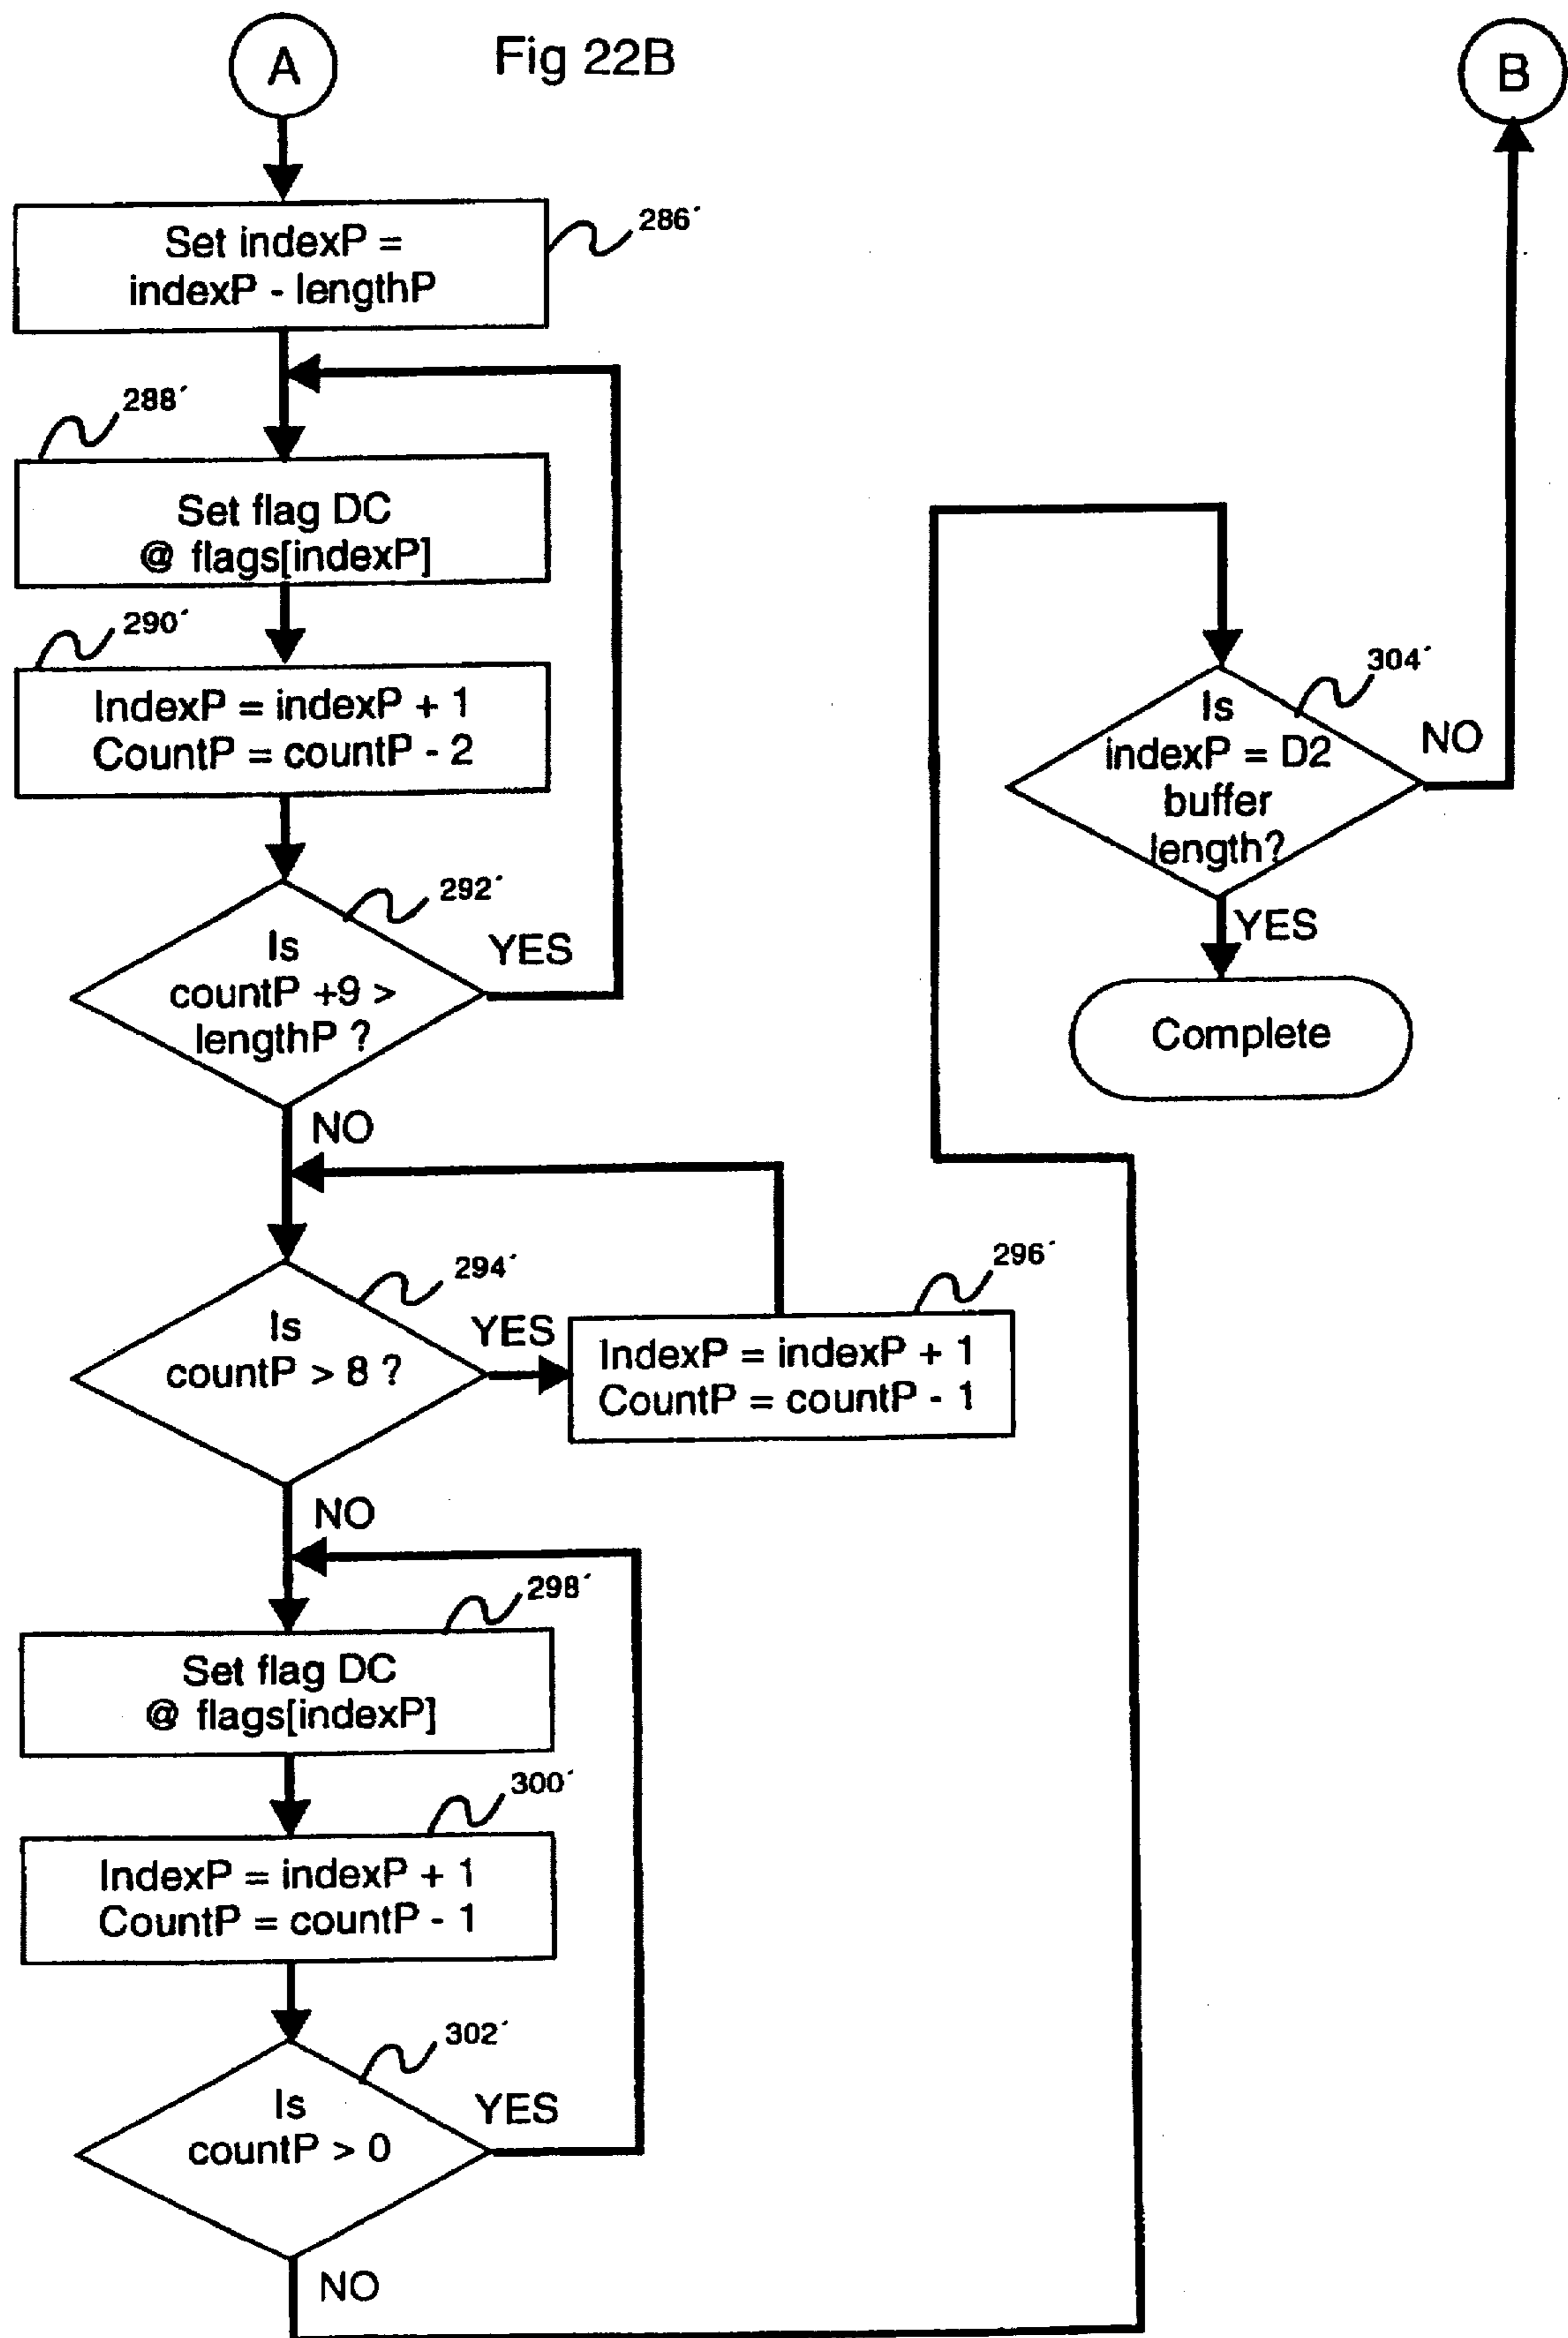 A
Fig 22B
B
286´
Set indexP =
indexP - lengthP
288´
Set flag DC
@ flags[indexP]
290´
IndexP = indexP + 1
CountP = countP - 2
292´
Is
countP +9 >
lengthP ?
YES
NO
294´
Is
countP > 8 ?
YES
296´
IndexP = indexP + 1
CountP = countP - 1
NO
298´
Set flag DC
@ flags[indexP]
300´
IndexP = indexP + 1
CountP = countP - 1
302´
Is
countP > 0
YES
NO
304´
Is
indexP = D2
buffer
length?
NO
YES
Complete